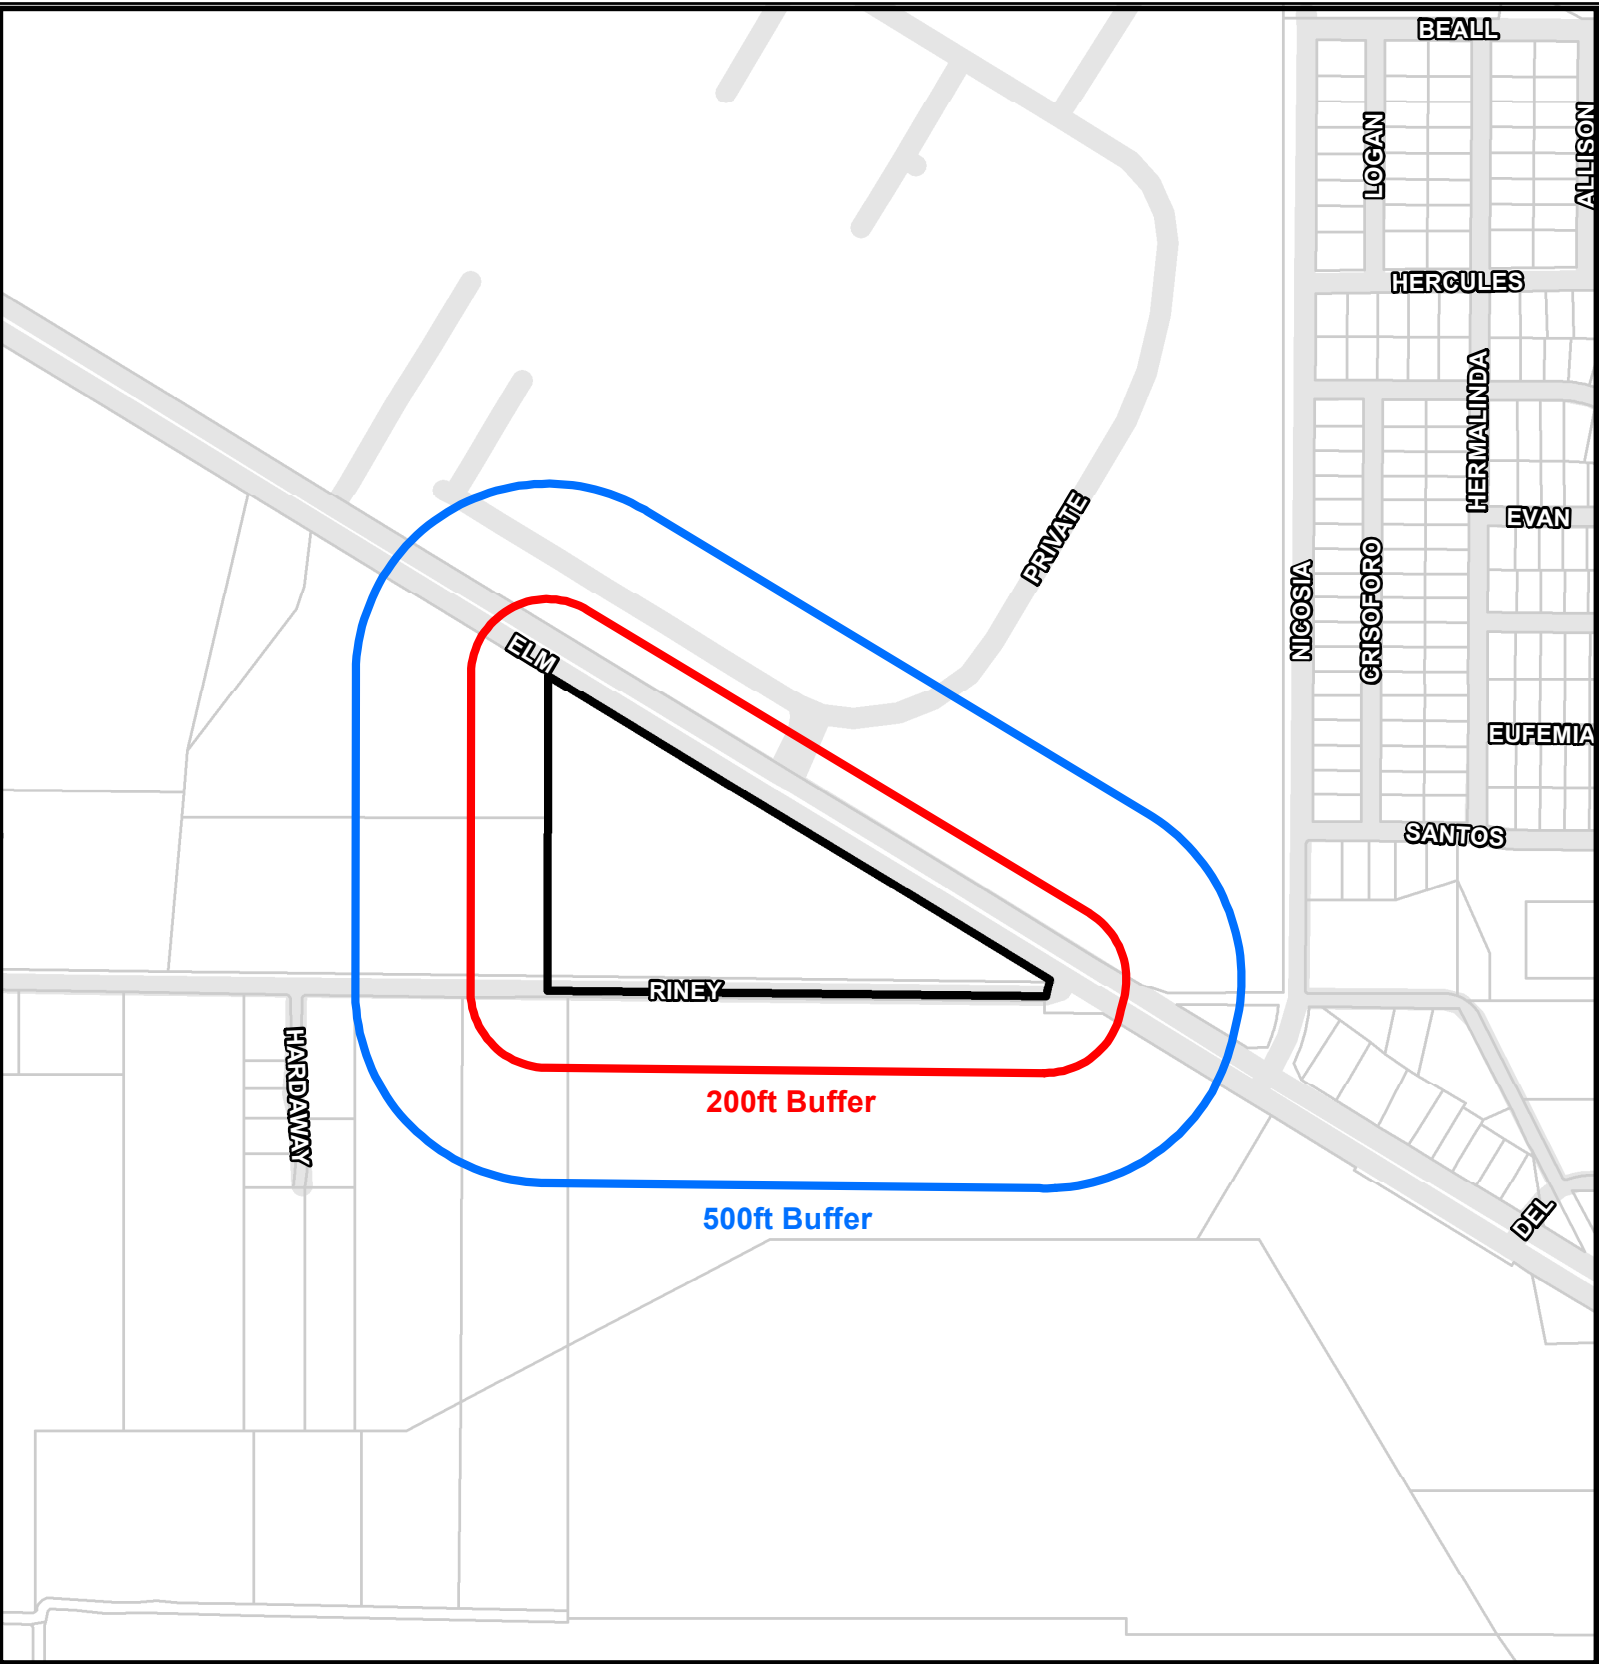 BEALL
LOGAN
ALLISON
HERCULES
HERMALINDA
PRIVATE
EVAN
NICOSIA
CRISOFORO
ELM
EUFEMIA
SANTOS
RINEY
HARDAWAY
200ft Buffer
500ft Buffer
DEL